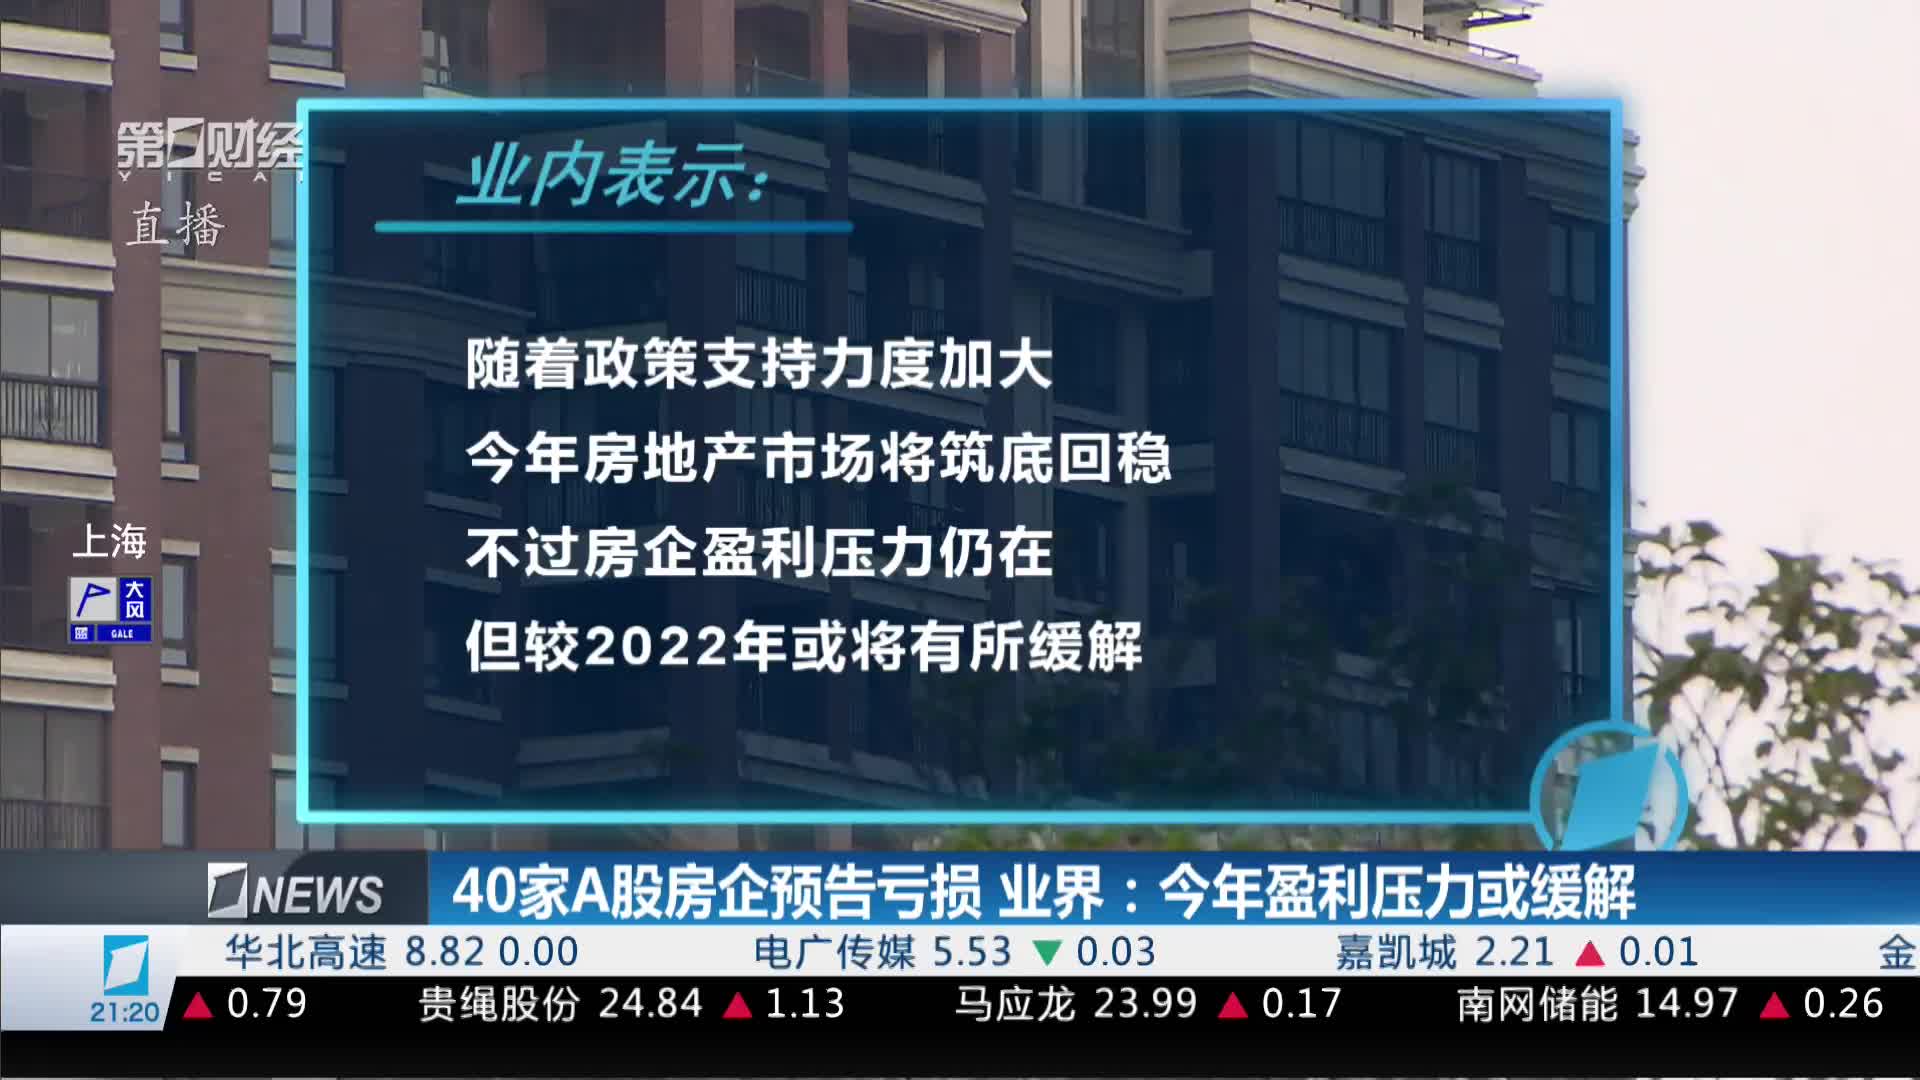 第一财经
YICAI
直播
业内表示:
随着政策支持力度加大
今年房地产市场将筑底回稳
不过房企盈利压力仍在
但较2022年或将有所缓解
上海
大风
蓝 GALE
NEWS
40家A股房企预告亏损 业界：今年盈利压力或缓解
华北高速 8.82 0.00 电广传媒 5.53 ▼ 0.03 嘉凯城 2.21 ▲ 0.01 金
21:20
▲ 0.79 贵绳股份 24.84 ▲ 1.13 马应龙 23.99 ▲ 0.17 南网储能 14.97 ▲ 0.26